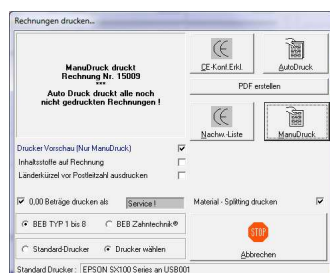 Rechnungen drucken...
ManuDruck druckt
Rechnung Nr. 15009
***
Auto Druck druckt alle noch
nicht gedruckten Rechnungen !
CE-Konf.Erkl.
AutoDruck
PDF erstellen
Nachw.-Liste
ManuDruck
Drucker Vorschau (Nur ManuDruck)
Inhaltsstoffe auf Rechnung
Länderkürzel vor Postleitzahl ausdrucken
0,00 Beträge drucken als
Service !
Material - Splitting drucken
BEB TYP 1 bis 8
BEB Zahntechnik®
STOP
Standard-Drucker
Drucker wählen
Abbrechen
Standard Drucker : EPSON SX100 Series an USB001